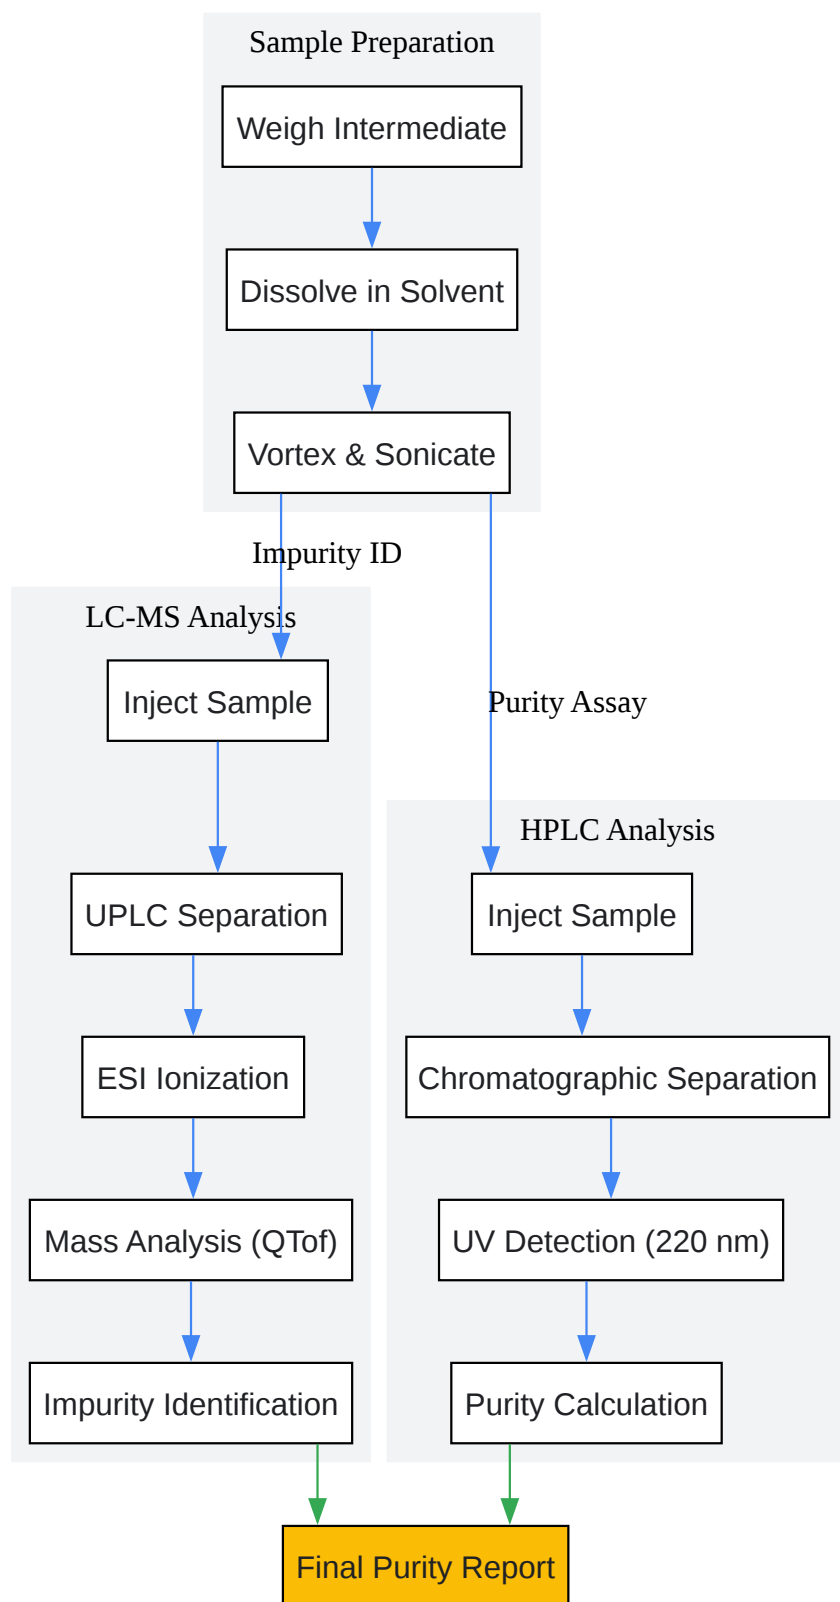 Sample Preparation
Weigh Intermediate
Dissolve in Solvent
Vortex & Sonicate
Impurity ID
LC-MS Analysis
Inject Sample
UPLC Separation
ESI Ionization
Mass Analysis (QTof)
Impurity Identification
Purity Assay
HPLC Analysis
Inject Sample
Chromatographic Separation
UV Detection (220 nm)
Purity Calculation
Final Purity Report